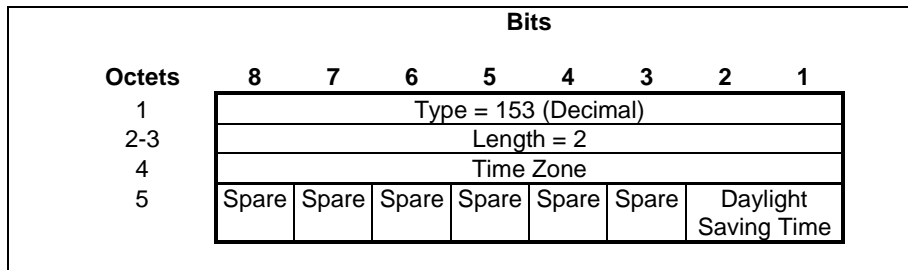 Bits
Octets 8 7 6 5 4 3 2 1
1 Type = 153 (Decimal)
2-3 Length = 2
4 Time Zone
5 Spare Spare Spare Spare Spare Spare Daylight
Saving Time